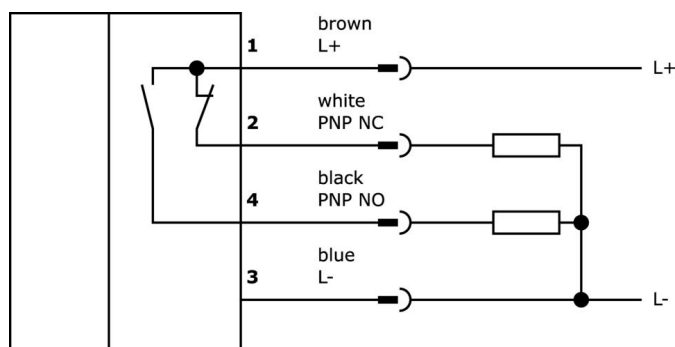 brown
1 L+
L+
white
2 PNP NC
black
4 PNP NO
blue
3 L-
L-